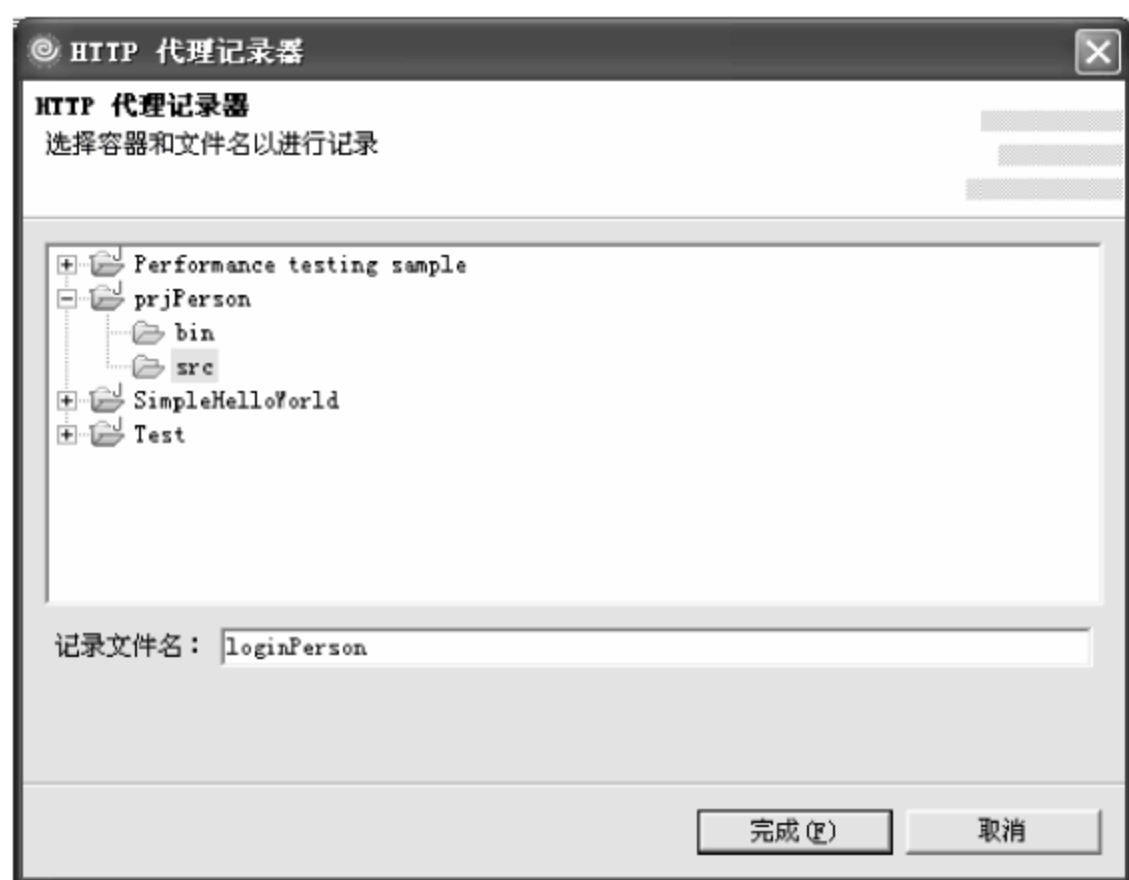 HTTP 代理记录器
HTTP 代理记录器
选择容器和文件名以进行记录
Performance testing sample
prjPerson
bin
src
SimpleHelloWorld
Test
记录文件名: loginPerson
完成(F) 取消